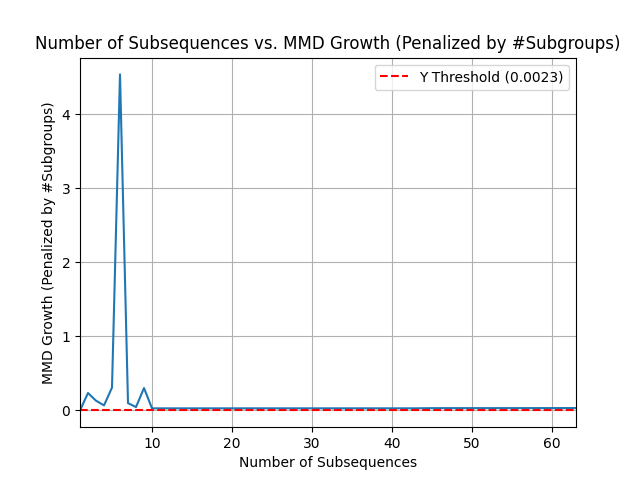 Number of Subsequences vs. MMD Growth (Penalized by #Subgroups)
Y Threshold (0.0023)
MMD Growth (Penalized by #Subgroups)
4
3
2
1
0
10 20 30 40 50 60
Number of Subsequences